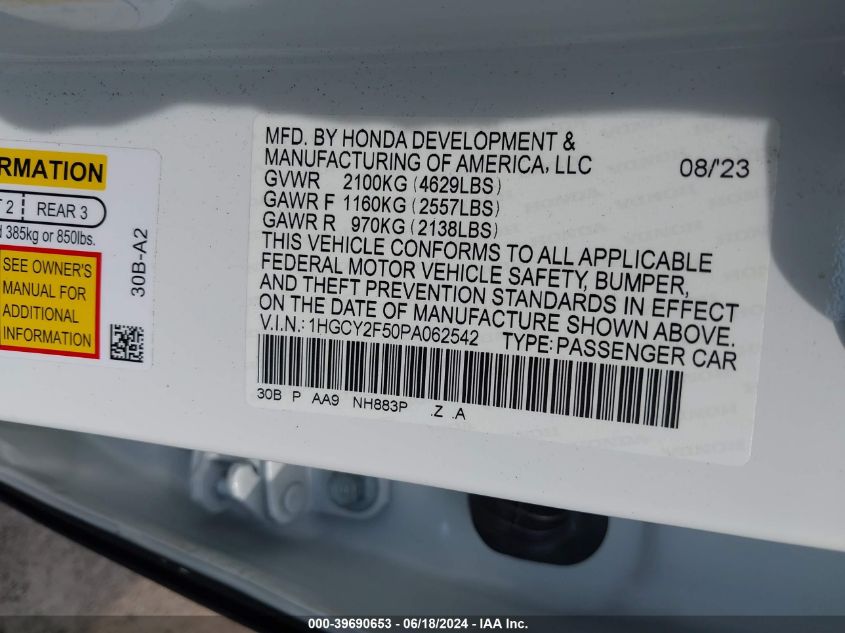 RMATION
T 2 REAR 3
d 385kg or 850lbs.
SEE OWNER'S
MANUAL FOR
ADDITIONAL
INFORMATION
30B-A2
MFD. BY HONDA DEVELOPMENT &
MANUFACTURING OF AMERICA, LLC 08/'23
GVWR 2100KG (4629LBS)
GAWR F 1160KG (2557LBS)
GAWR R 970KG (2138LBS)
THIS VEHICLE CONFORMS TO ALL APPLICABLE
FEDERAL MOTOR VEHICLE SAFETY, BUMPER,
AND THEFT PREVENTION STANDARDS IN EFFECT
ON THE DATE OF MANUFACTURE SHOWN ABOVE.
V.I.N.: 1HGCY2F50PA062542 TYPE: PASSENGER CAR
30B P AA9 NH883P .Z .A
000-39690653 - 06/18/2024 - IAA Inc.